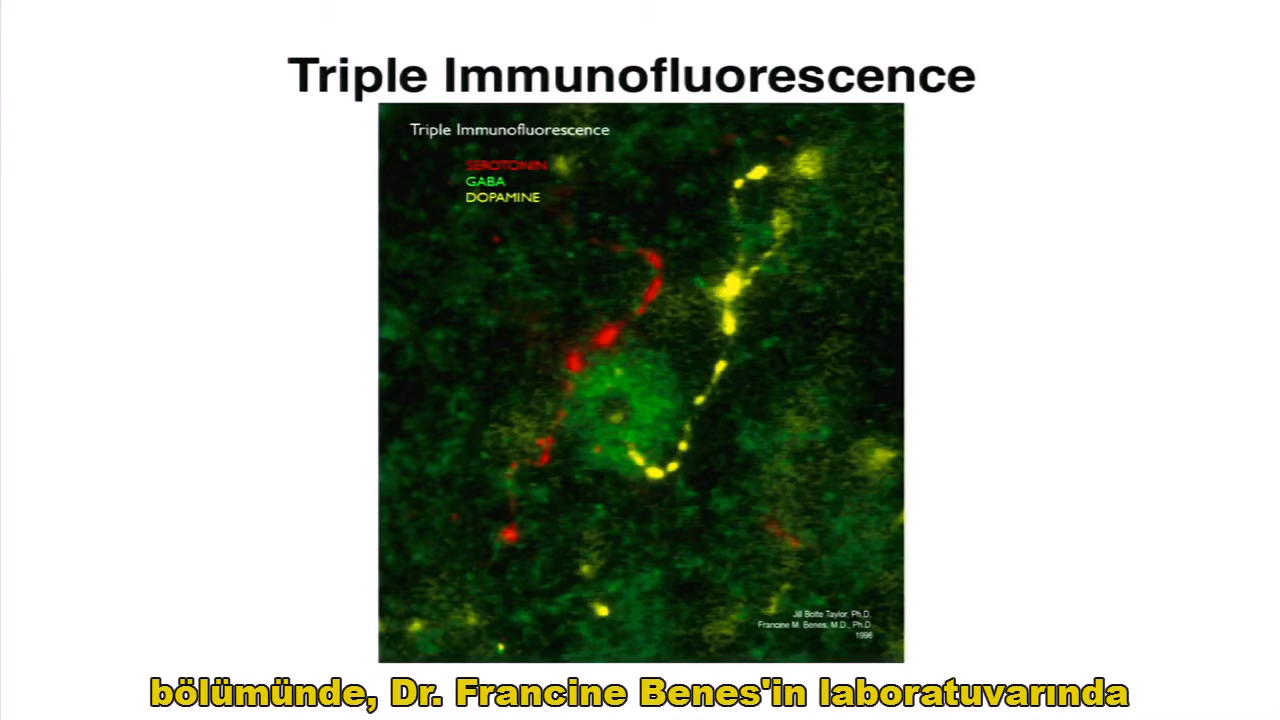 Triple Immunofluorescence
Triple Immunofluorescence
SEROTONIN
GABA
DOPAMINE
Jill Bolte Taylor, Ph.D.
Francine M. Benes, M.D., Ph.D.
1996
bölümünde, Dr. Francine Benes'in laboratuvarında